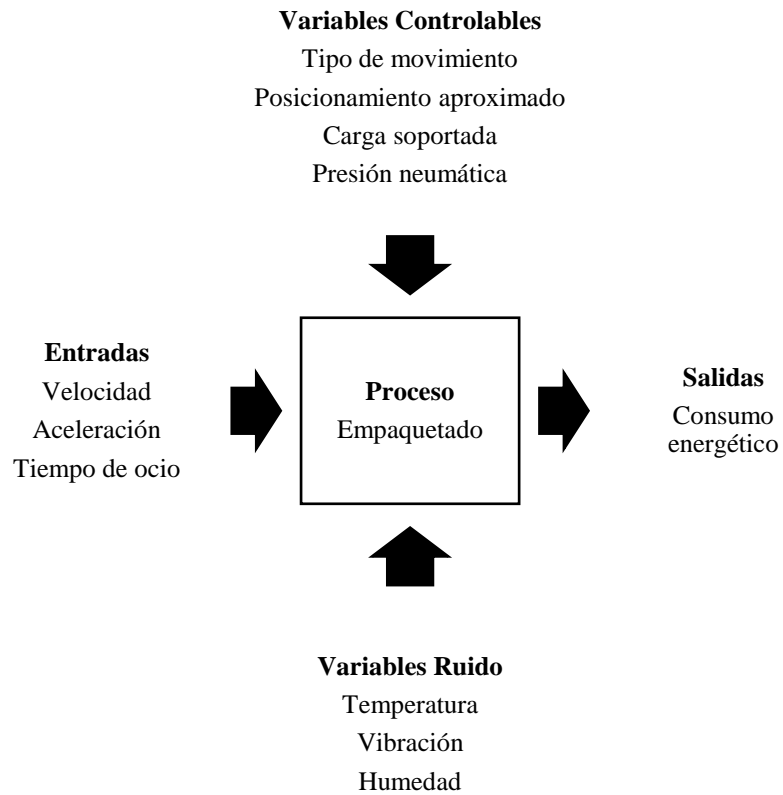 Variables Controlables
Tipo de movimiento
Posicionamiento aproximado
Carga soportada
Presión neumática
Entradas
Velocidad
Aceleración
Tiempo de ocio
Proceso
Empaquetado
Salidas
Consumo
energético
Variables Ruido
Temperatura
Vibración
Humedad